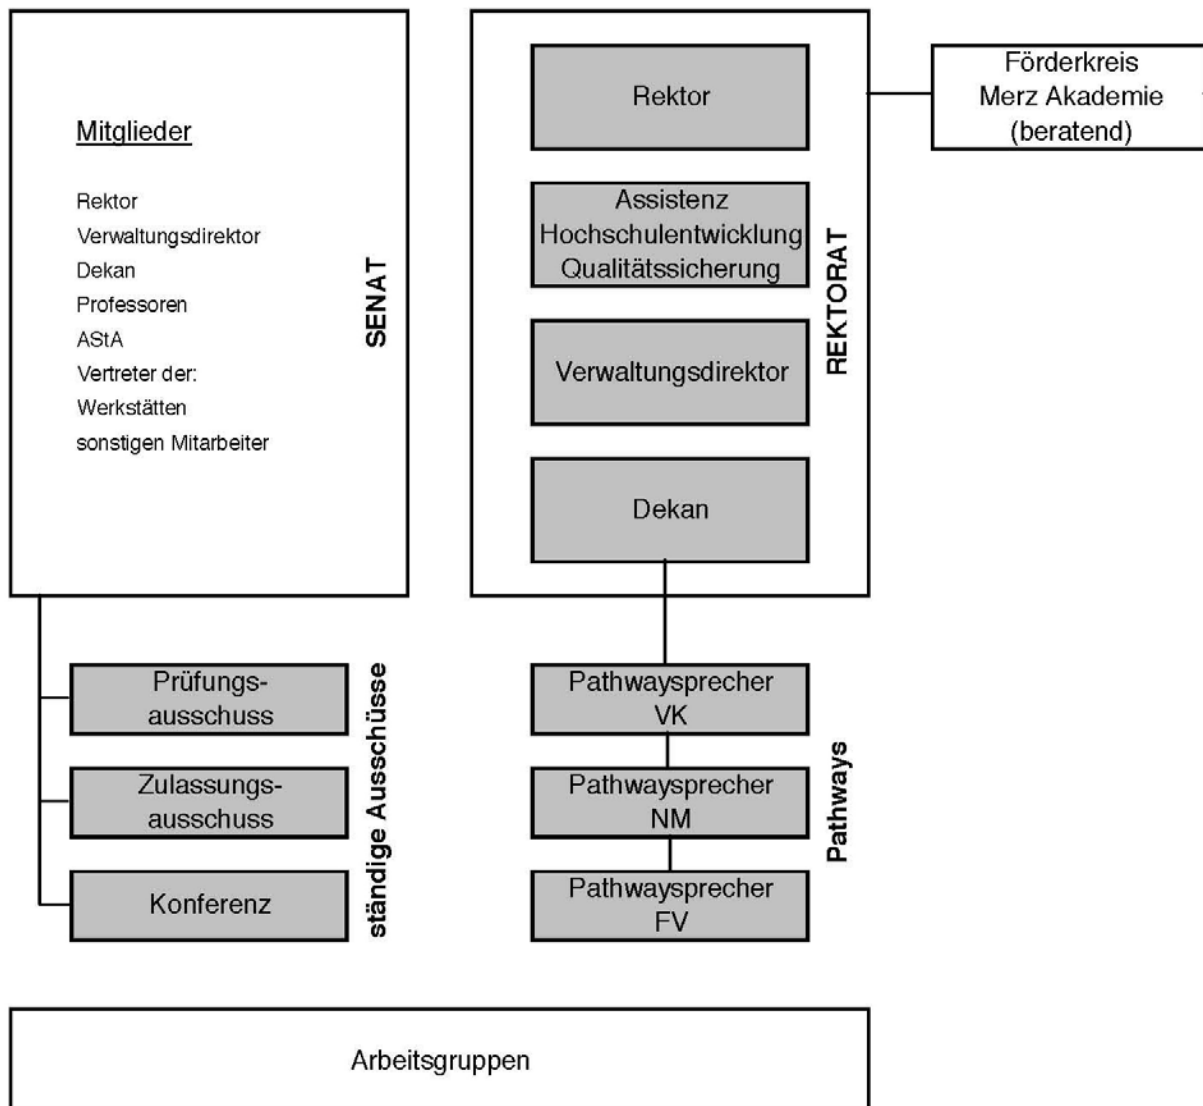 Mitglieder
Rektor
Verwaltungsdirektor
Dekan
Professoren
AStA
Vertreter der:
Werkstätten
sonstigen Mitarbeiter
SENAT
Prüfungs-
ausschuss
Zulassungs-
ausschuss
Konferenz
ständige Ausschüsse
Rektor
Assistenz
Hochschulentwicklung
Qualitätssicherung
Verwaltungsdirektor
Dekan
REKTORAT
Pathwaysprecher
VK
Pathwaysprecher
NM
Pathwaysprecher
FV
Pathways
Förderkreis
Merz Akademie
(beratend)
Arbeitsgruppen